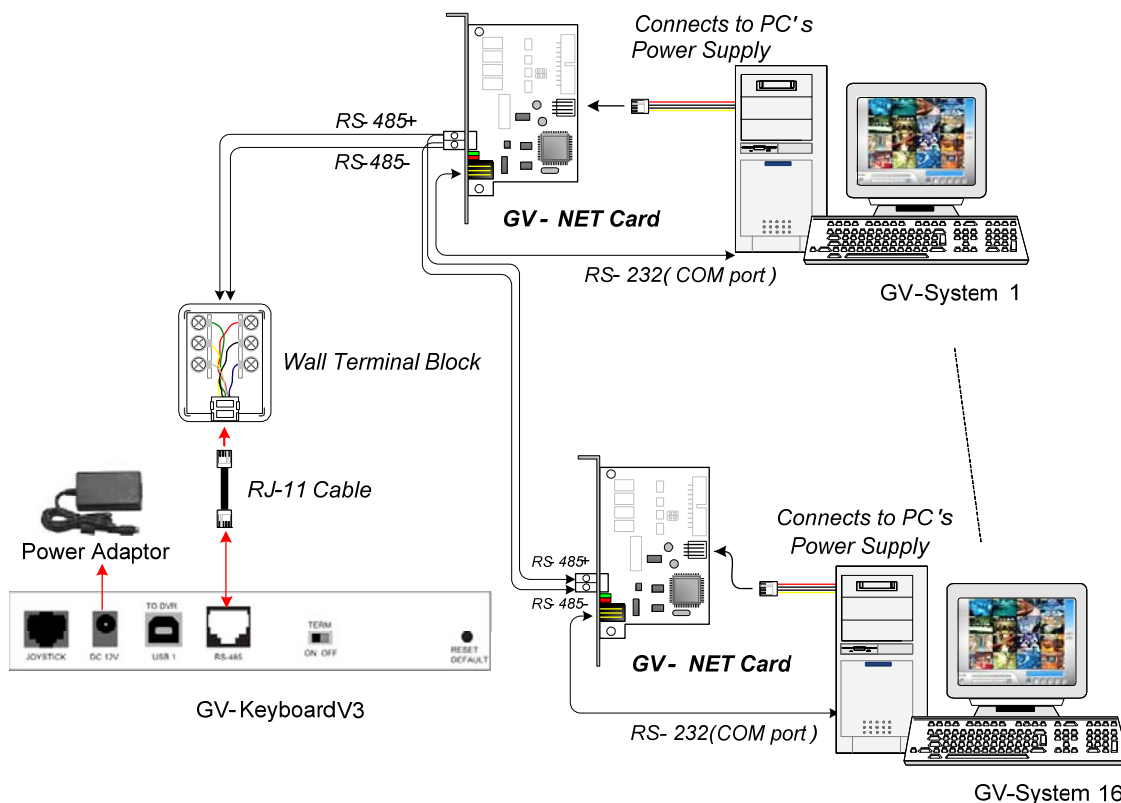 Connects to PC's
Power Supply
RS-485+
RS-485-
GV- NET Card
RS- 232( COM port )
GV-System 1
Wall Terminal Block
RJ-11 Cable
Power Adaptor
Connects to PC's
Power Supply
RS- 485+
RS- 485-
GV- NET Card
RS- 232(COM port )
GV-System 16
JOYSTICK
DC 12V
TO DVR
USB 1
RS-485
TERM
ON OFF
RESET
DEFAULT
GV-KeyboardV3